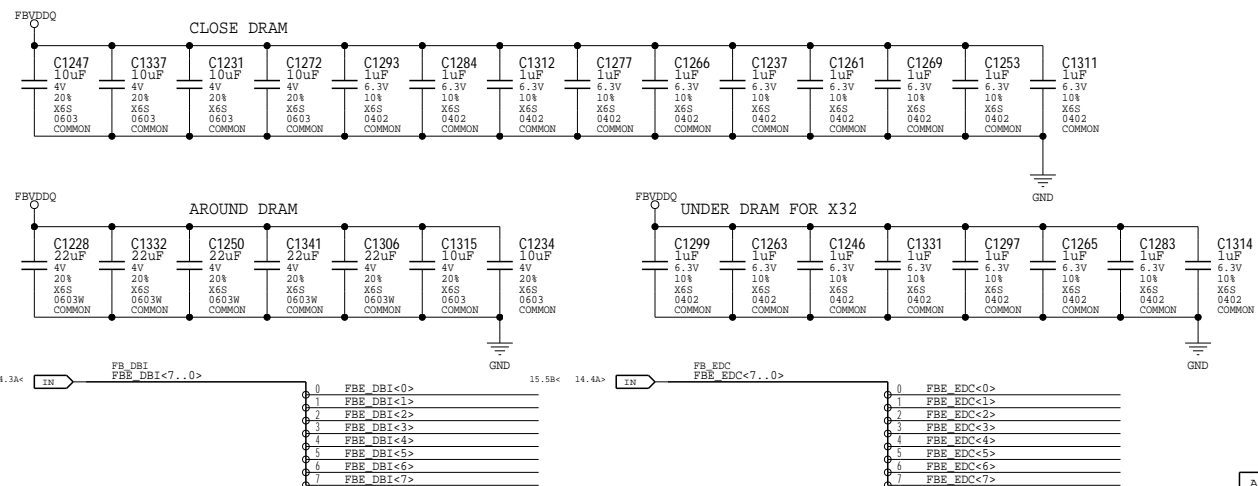 FBVDDQ
CLOSE DRAM
C1247 C1337 C1231 C1272 C1293 C1284 C1312 C1277 C1266 C1237 C1261 C1269 C1253 C1311
10uF 10uF 10uF 10uF 1uF 1uF 1uF 1uF 1uF 1uF 1uF 1uF 1uF 1uF
4V 4V 4V 4V 6.3V 6.3V 6.3V 6.3V 6.3V 6.3V 6.3V 6.3V 6.3V 6.3V
20% 20% 20% 20% 10% 10% 10% 10% 10% 10% 10% 10% 10% 10%
X6S X6S X6S X6S X6S X6S X6S X6S X6S X6S X6S X6S X6S X6S
0603 0603 0603 0603 0402 0402 0402 0402 0402 0402 0402 0402 0402 0402
COMMON COMMON COMMON COMMON COMMON COMMON COMMON COMMON COMMON COMMON COMMON COMMON COMMON COMMON
GND
FBVDDQ
AROUND DRAM
C1228 C1332 C1250 C1341 C1306 C1315 C1234
22uF 22uF 22uF 22uF 22uF 10uF 10uF
4V 4V 4V 4V 4V 4V 4V
20% 20% 20% 20% 20% 20% 20%
X6S X6S X6S X6S X6S X6S X6S
0603W 0603W 0603W 0603W 0603W 0603 0603
COMMON COMMON COMMON COMMON COMMON COMMON COMMON
GND
FBVDDQ
UNDER DRAM FOR X32
C1299 C1263 C1246 C1331 C1297 C1265 C1283 C1314
1uF 1uF 1uF 1uF 1uF 1uF 1uF 1uF
6.3V 6.3V 6.3V 6.3V 6.3V 6.3V 6.3V 6.3V
10% 10% 10% 10% 10% 10% 10% 10%
X6S X6S X6S X6S X6S X6S X6S X6S
0402 0402 0402 0402 0402 0402 0402 0402
COMMON COMMON COMMON COMMON COMMON COMMON COMMON COMMON
GND
4.3A< IN
FB_DBI
FBE_DBI<7..0>
0 FBE_DBI<0>
1 FBE_DBI<1>
2 FBE_DBI<2>
3 FBE_DBI<3>
4 FBE_DBI<4>
5 FBE_DBI<5>
6 FBE_DBI<6>
7 FBE_DBI<7>
15.5B< 14.4A> IN
FB_EDC
FBE_EDC<7..0>
0 FBE_EDC<0>
1 FBE_EDC<1>
2 FBE_EDC<2>
3 FBE_EDC<3>
4 FBE_EDC<4>
5 FBE_EDC<5>
6 FBE_EDC<6>
7 FBE_EDC<7>